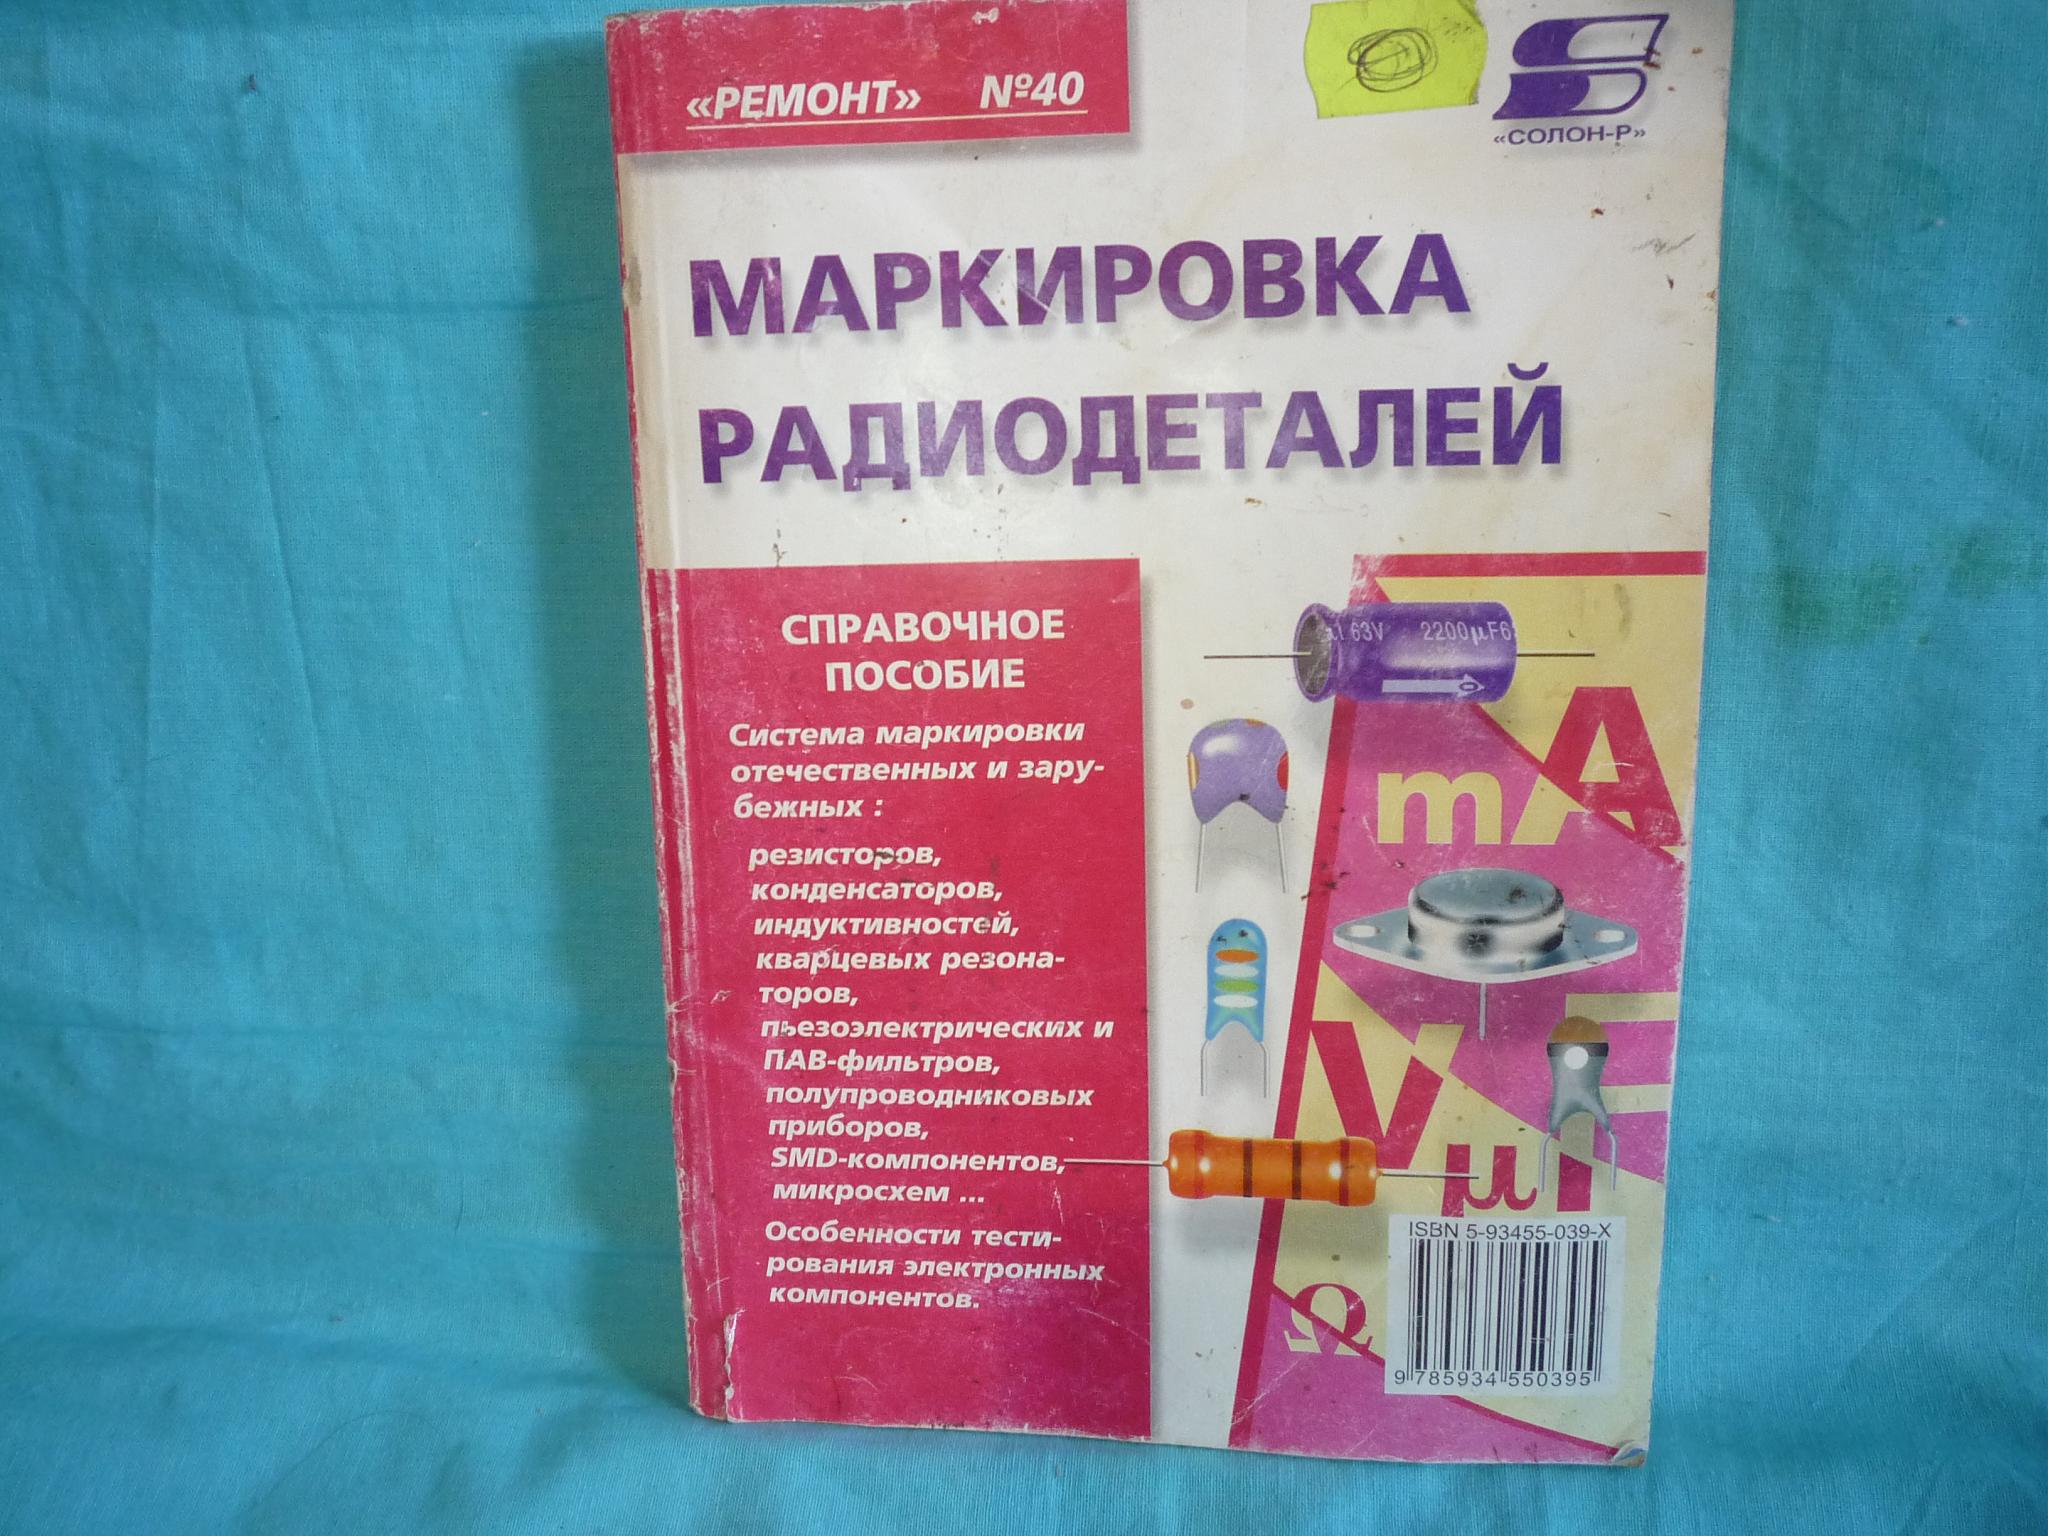 «РЕМОНТ» №40
«СОЛОН-Р»
МАРКИРОВКА
РАДИОДЕТАЛЕЙ
СПРАВОЧНОЕ
ПОСОБИЕ
Система маркировки
отечественных и зару-
бежных :
резисторов,
конденсаторов,
индуктивностей,
кварцевых резона-
торов,
пьезоэлектрических и
ПАВ-фильтров,
полупроводниковых
приборов,
SMD-компонентов,
микросхем ...
Особенности тести-
рования электронных
компонентов.
63V 2200µF6
mA
V
µF
Ω
ISBN 5-93455-039-X
9 785934 550395